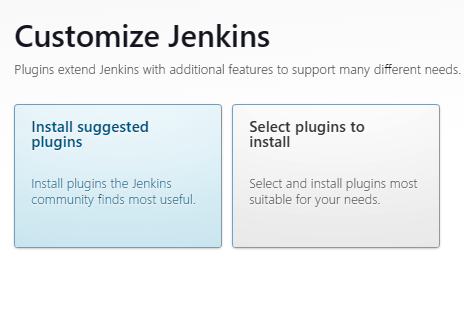 Customize Jenkins
Plugins extend Jenkins with additional features to support many different needs.
Install suggested
plugins
Install plugins the Jenkins
community finds most useful.
Select plugins to
install
Select and install plugins most
suitable for your needs.